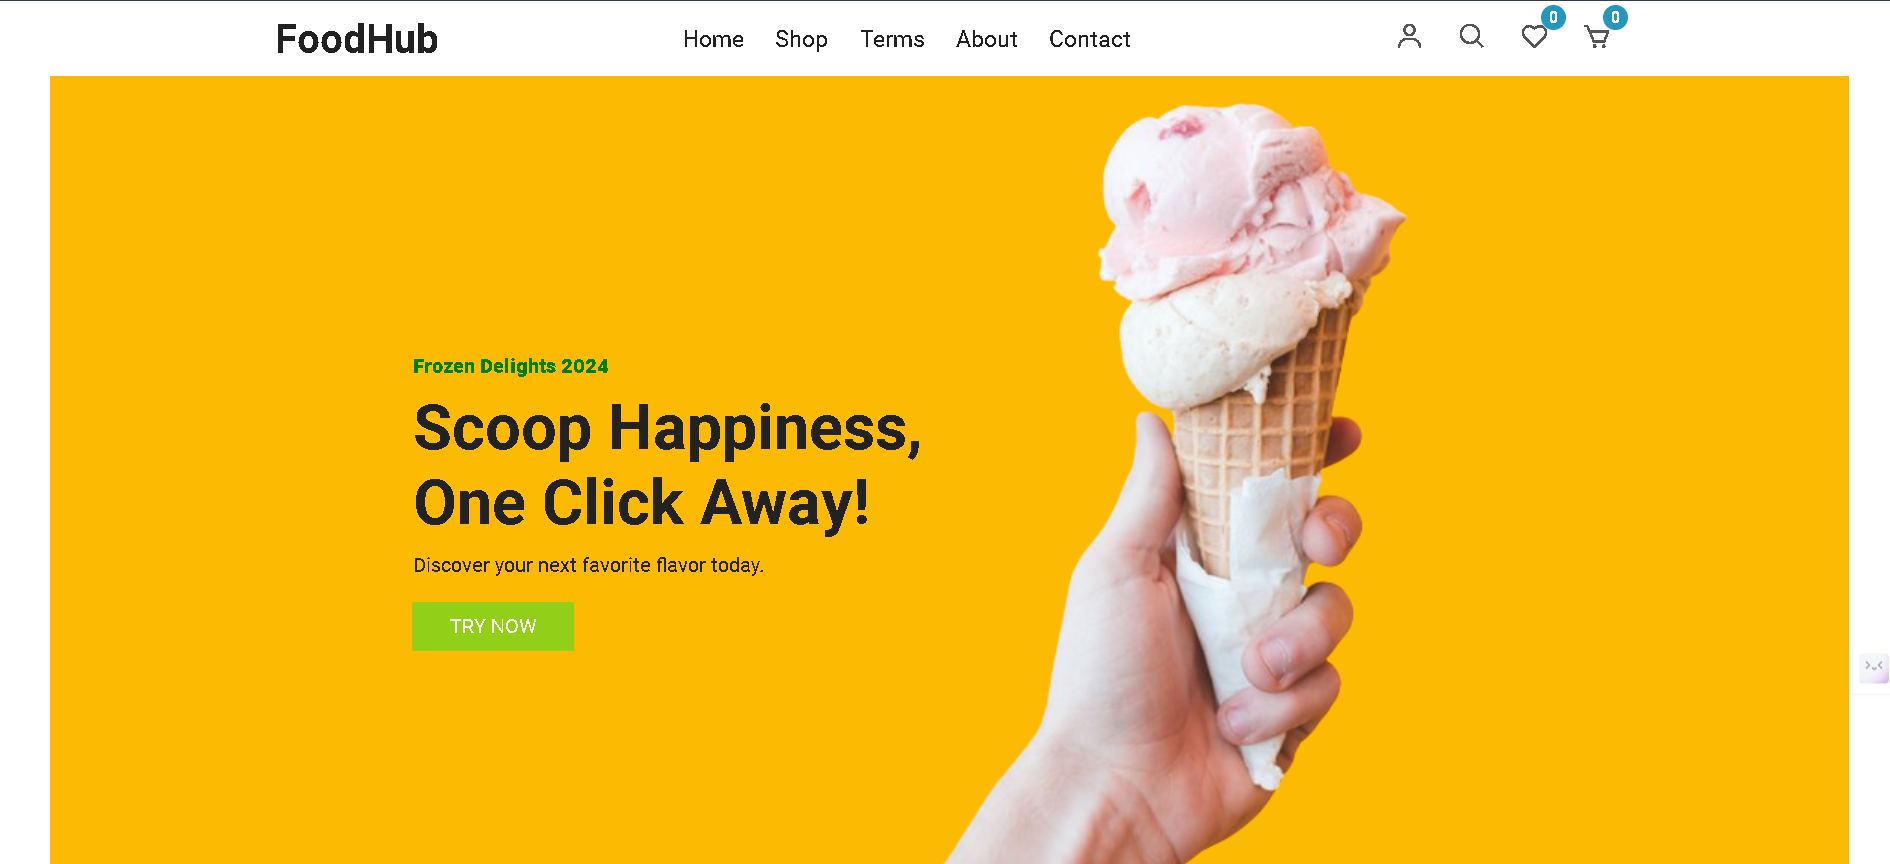 FoodHub
Home Shop Terms About Contact
0 0
Frozen Delights 2024
Scoop Happiness,
One Click Away!
Discover your next favorite flavor today.
TRY NOW